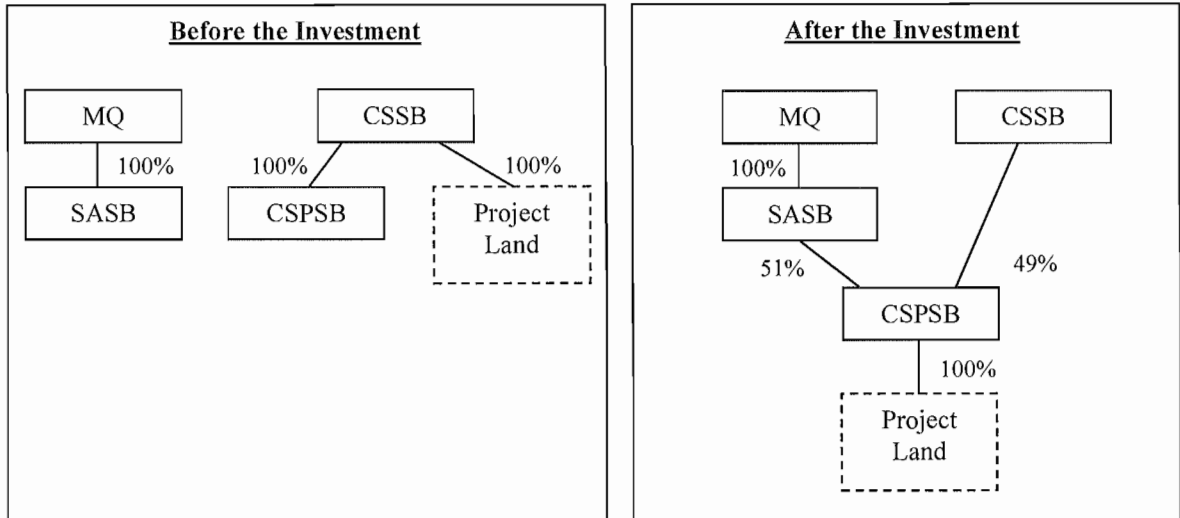 Before the Investment
MQ
CSSB
100%
100%
100%
SASB
CSPSB
Project
Land
After the Investment
MQ
CSSB
100%
SASB
51%
49%
CSPSB
100%
Project
Land